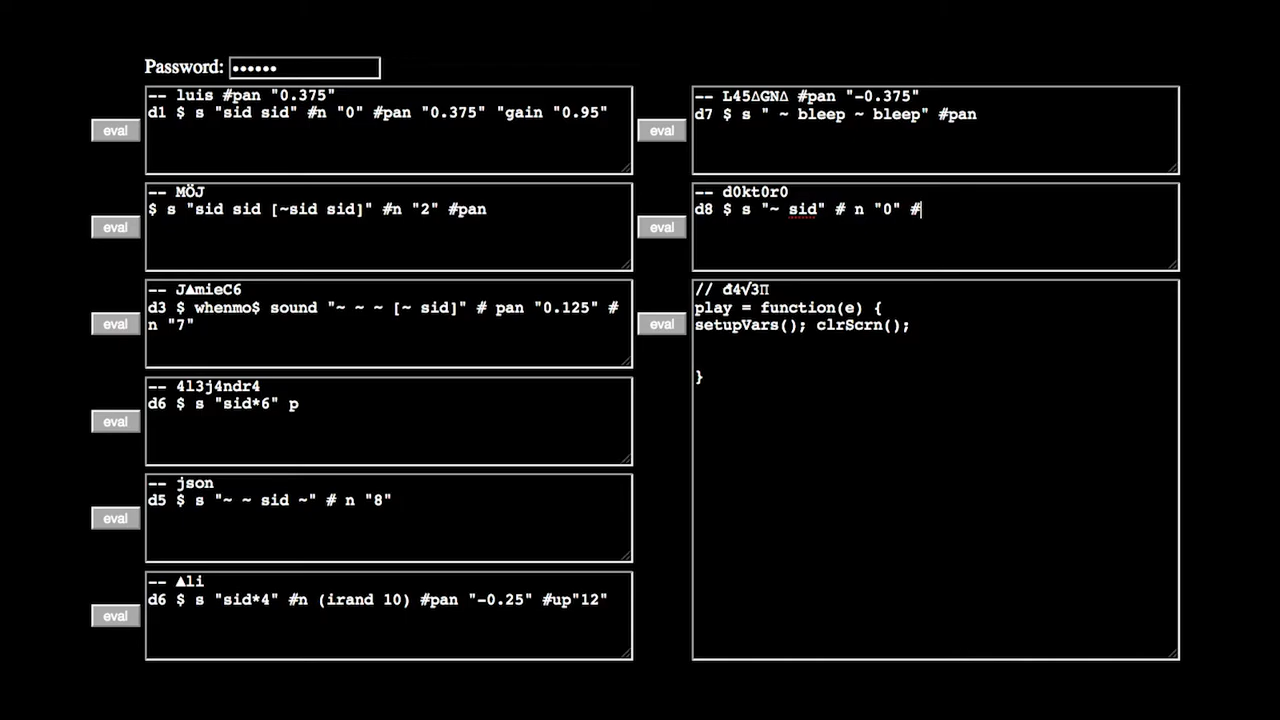 Password: ••••••
eval
-- luis #pan "0.375"
d1 $ s "sid sid" #n "0" #pan "0.375" "gain "0.95"
eval
-- MÖJ
$ s "sid sid [~sid sid]" #n "2" #pan
eval
-- J▲mieC6
d3 $ whenmo$ sound "~ ~ ~ [~ sid]" # pan "0.125" #
n "7"
eval
-- 4l3j4ndr4
d6 $ s "sid*6" p
eval
-- json
d5 $ s "~ ~ sid ~" # n "8"
eval
-- ▲li
d6 $ s "sid*4" #n (irand 10) #pan "-0.25" #up"12"
eval
-- L45∆GN∆ #pan "-0.375"
d7 $ s " ~ bleep ~ bleep" #pan
eval
-- d0kt0r0
d8 $ s "~ sid" # n "0" #
eval
// đ4√3∏
play = function(e) {
setupVars(); clrScrn();
}